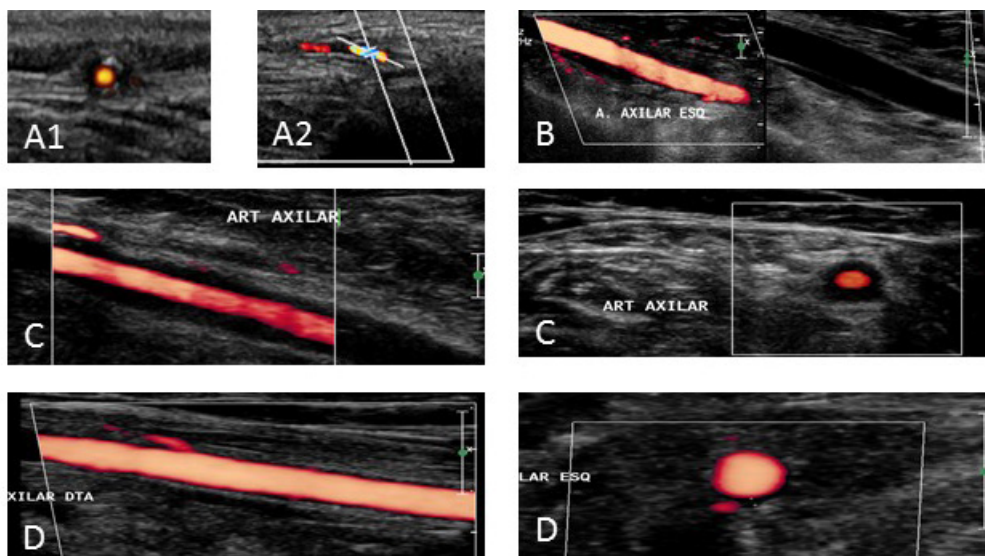 A1
A2
B
A. AXILAR ESQ
C
ART AXILAR
C
ART AXILAR
D
XILAR DTA
D
LAR ESQ